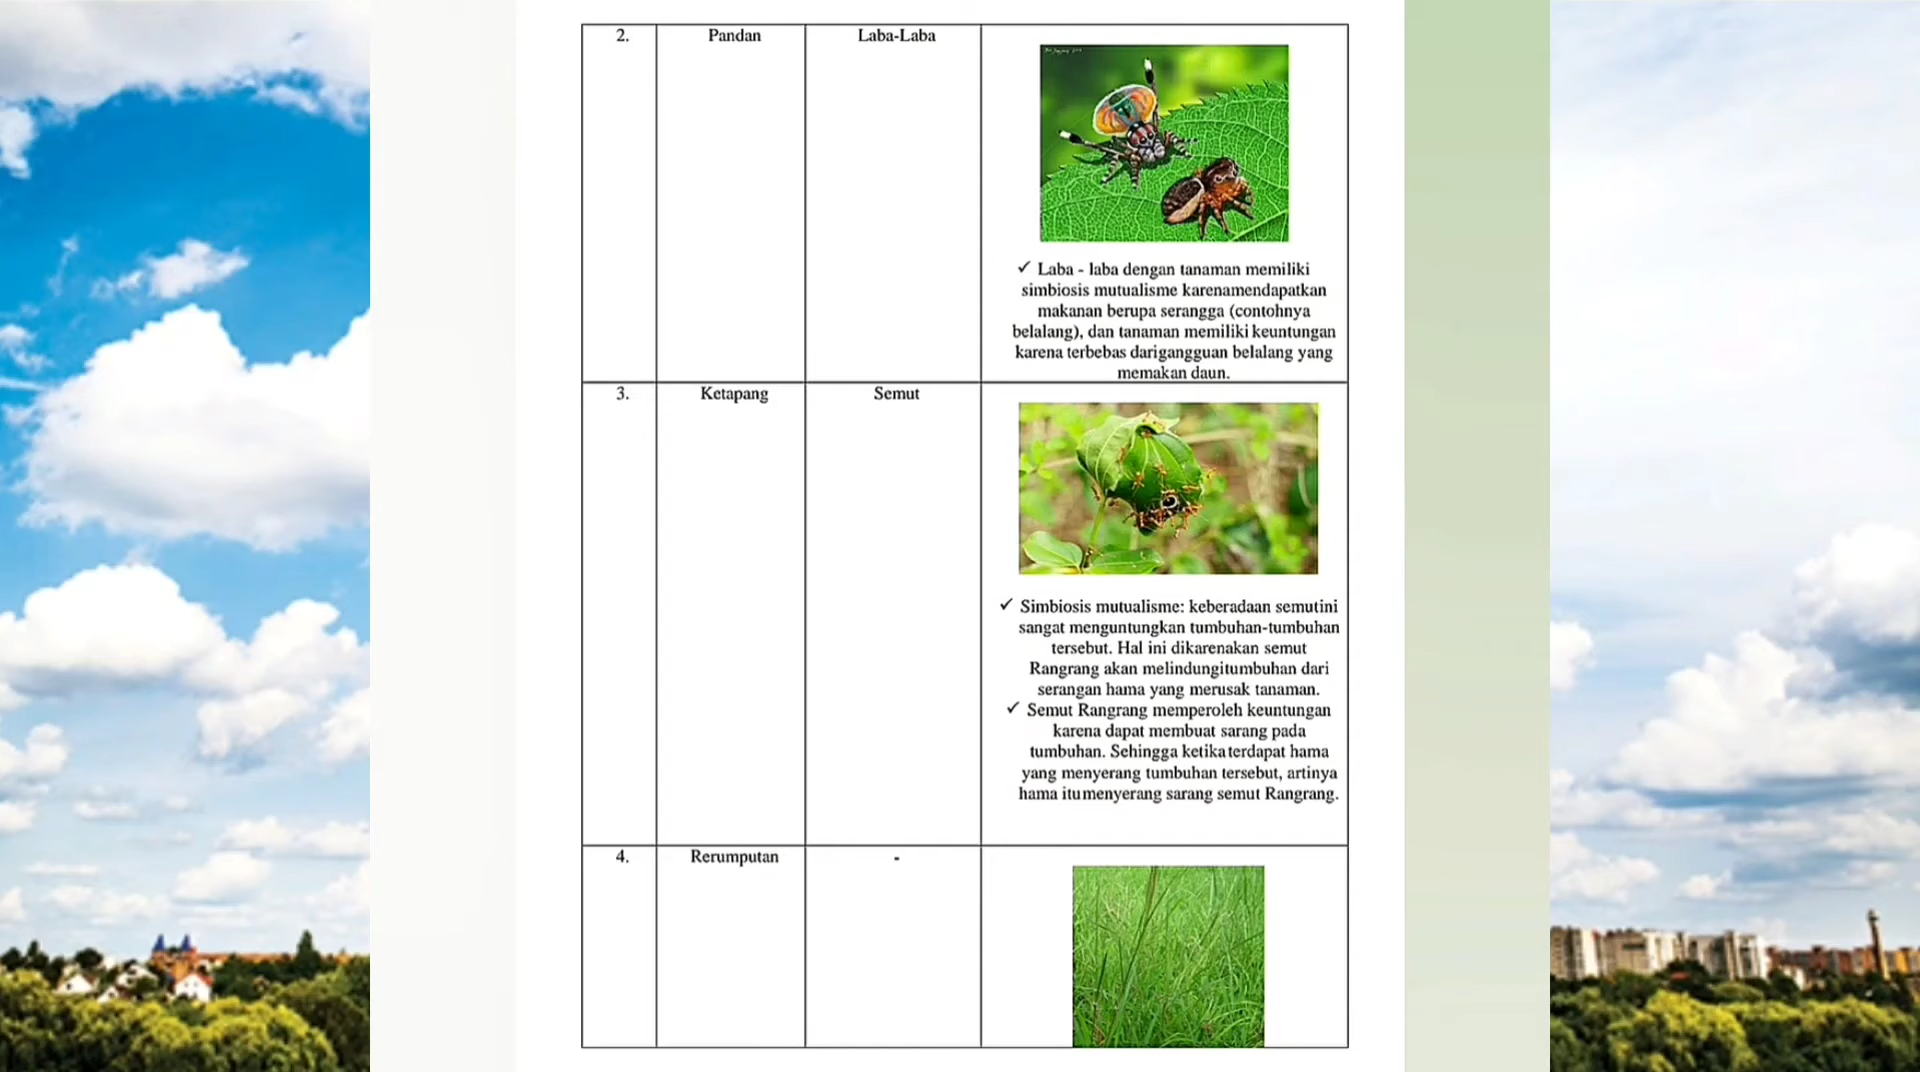 2.
Pandan
Laba-Laba
✓ Laba - laba dengan tanaman memiliki
simbiosis mutualisme karenamendapatkan
makanan berupa serangga (contohnya
belalang), dan tanaman memiliki keuntungan
karena terbebas darigangguan belalang yang
memakan daun.
3.
Ketapang
Semut
✓ Simbiosis mutualisme: keberadaan semutini
sangat menguntungkan tumbuhan-tumbuhan
tersebut. Hal ini dikarenakan semut
Rangrang akan melindungitumbuhan dari
serangan hama yang merusak tanaman.
✓ Semut Rangrang memperoleh keuntungan
karena dapat membuat sarang pada
tumbuhan. Sehingga ketikaterdapat hama
yang menyerang tumbuhan tersebut, artinya
hama itumenyerang sarang semut Rangrang.
4.
Rerumputan
-